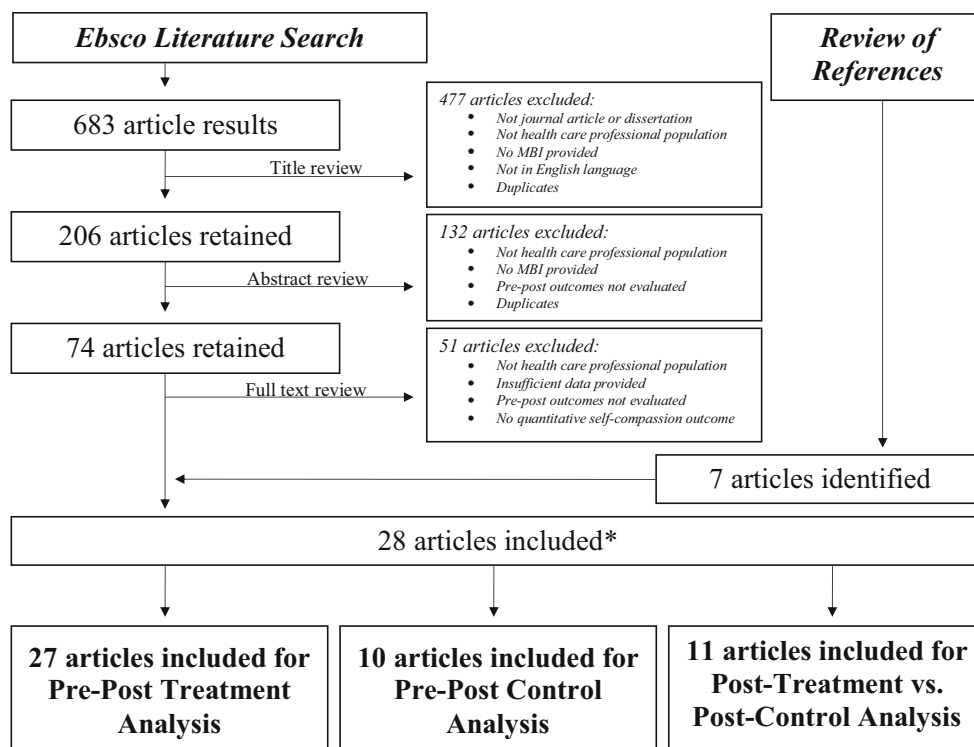 Ebsco Literature Search
Review of
References
683 article results
477 articles excluded:
• Not journal article or dissertation
• Not health care professional population
• No MBI provided
• Not in English language
• Duplicates
Title review
206 articles retained
132 articles excluded:
• Not health care professional population
• No MBI provided
• Pre-post outcomes not evaluated
• Duplicates
Abstract review
74 articles retained
51 articles excluded:
• Not health care professional population
• Insufficient data provided
• Pre-post outcomes not evaluated
• No quantitative self-compassion outcome
Full text review
7 articles identified
28 articles included*
27 articles included for
Pre-Post Treatment
Analysis
10 articles included for
Pre-Post Control
Analysis
11 articles included for
Post-Treatment vs.
Post-Control Analysis